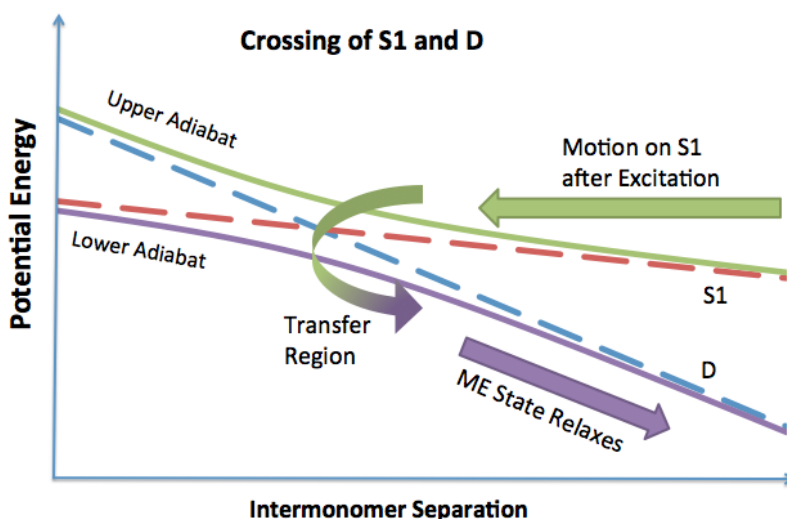 Crossing of S1 and D
Upper Adiabat
Potential Energy
Motion on S1
after Excitation
Lower Adiabat
S1
Transfer
Region
D
ME State Relaxes
Intermonomer Separation